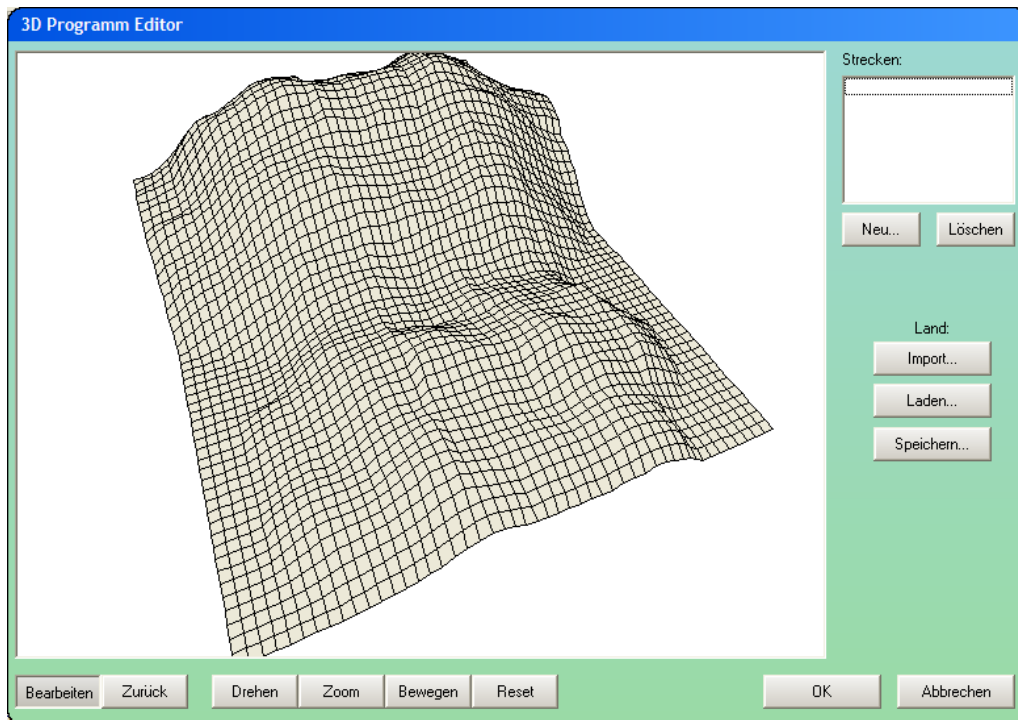 3D Programm Editor
Strecken:
Neu... Löschen
Land:
Import...
Laden...
Speichern...
Bearbeiten Zurück Drehen Zoom Bewegen Reset OK Abbrechen